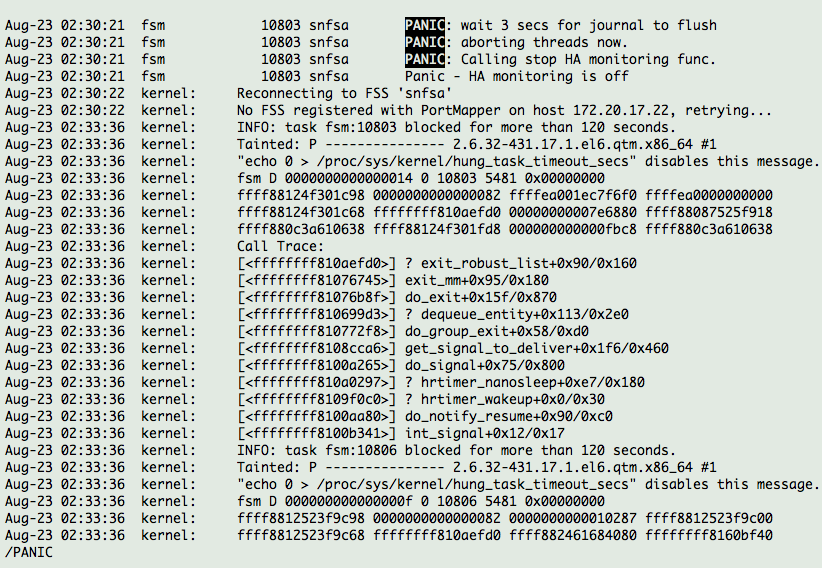 Aug-23 02:30:21 fsm 10803 snfsa PANIC: wait 3 secs for journal to flush
Aug-23 02:30:21 fsm 10803 snfsa PANIC: aborting threads now.
Aug-23 02:30:21 fsm 10803 snfsa PANIC: Calling stop HA monitoring func.
Aug-23 02:30:21 fsm 10803 snfsa Panic - HA monitoring is off
Aug-23 02:30:22 kernel: Reconnecting to FSS 'snfsa'
Aug-23 02:30:22 kernel: No FSS registered with PortMapper on host 172.20.17.22, retrying...
Aug-23 02:33:36 kernel: INFO: task fsm:10803 blocked for more than 120 seconds.
Aug-23 02:33:36 kernel: Tainted: P --------------- 2.6.32-431.17.1.el6.qtm.x86_64 #1
Aug-23 02:33:36 kernel: "echo 0 > /proc/sys/kernel/hung_task_timeout_secs" disables this message.
Aug-23 02:33:36 kernel: fsm D 0000000000000014 0 10803 5481 0x00000000
Aug-23 02:33:36 kernel: ffff88124f301c98 0000000000000082 ffffea001ec7f6f0 ffffea0000000000
Aug-23 02:33:36 kernel: ffff88124f301c68 ffffffff810aefd0 00000000007e6880 ffff88087525f918
Aug-23 02:33:36 kernel: ffff880c3a610638 ffff88124f301fd8 000000000000fbc8 ffff880c3a610638
Aug-23 02:33:36 kernel: Call Trace:
Aug-23 02:33:36 kernel: [<ffffffff810aefd0>] ? exit_robust_list+0x90/0x160
Aug-23 02:33:36 kernel: [<ffffffff81076745>] exit_mm+0x95/0x180
Aug-23 02:33:36 kernel: [<ffffffff81076b8f>] do_exit+0x15f/0x870
Aug-23 02:33:36 kernel: [<ffffffff810699d3>] ? dequeue_entity+0x113/0x2e0
Aug-23 02:33:36 kernel: [<ffffffff810772f8>] do_group_exit+0x58/0xd0
Aug-23 02:33:36 kernel: [<ffffffff8108cca6>] get_signal_to_deliver+0x1f6/0x460
Aug-23 02:33:36 kernel: [<ffffffff8100a265>] do_signal+0x75/0x800
Aug-23 02:33:36 kernel: [<ffffffff810a0297>] ? hrtimer_nanosleep+0xe7/0x180
Aug-23 02:33:36 kernel: [<ffffffff8109f0c0>] ? hrtimer_wakeup+0x0/0x30
Aug-23 02:33:36 kernel: [<ffffffff8100aa80>] do_notify_resume+0x90/0xc0
Aug-23 02:33:36 kernel: [<ffffffff8100b341>] int_signal+0x12/0x17
Aug-23 02:33:36 kernel: INFO: task fsm:10806 blocked for more than 120 seconds.
Aug-23 02:33:36 kernel: Tainted: P --------------- 2.6.32-431.17.1.el6.qtm.x86_64 #1
Aug-23 02:33:36 kernel: "echo 0 > /proc/sys/kernel/hung_task_timeout_secs" disables this message.
Aug-23 02:33:36 kernel: fsm D 000000000000000f 0 10806 5481 0x00000000
Aug-23 02:33:36 kernel: ffff8812523f9c98 0000000000000082 0000000000010287 ffff8812523f9c00
Aug-23 02:33:36 kernel: ffff8812523f9c68 ffffffff810aefd0 ffff882461684080 ffffffff8160bf40
/PANIC